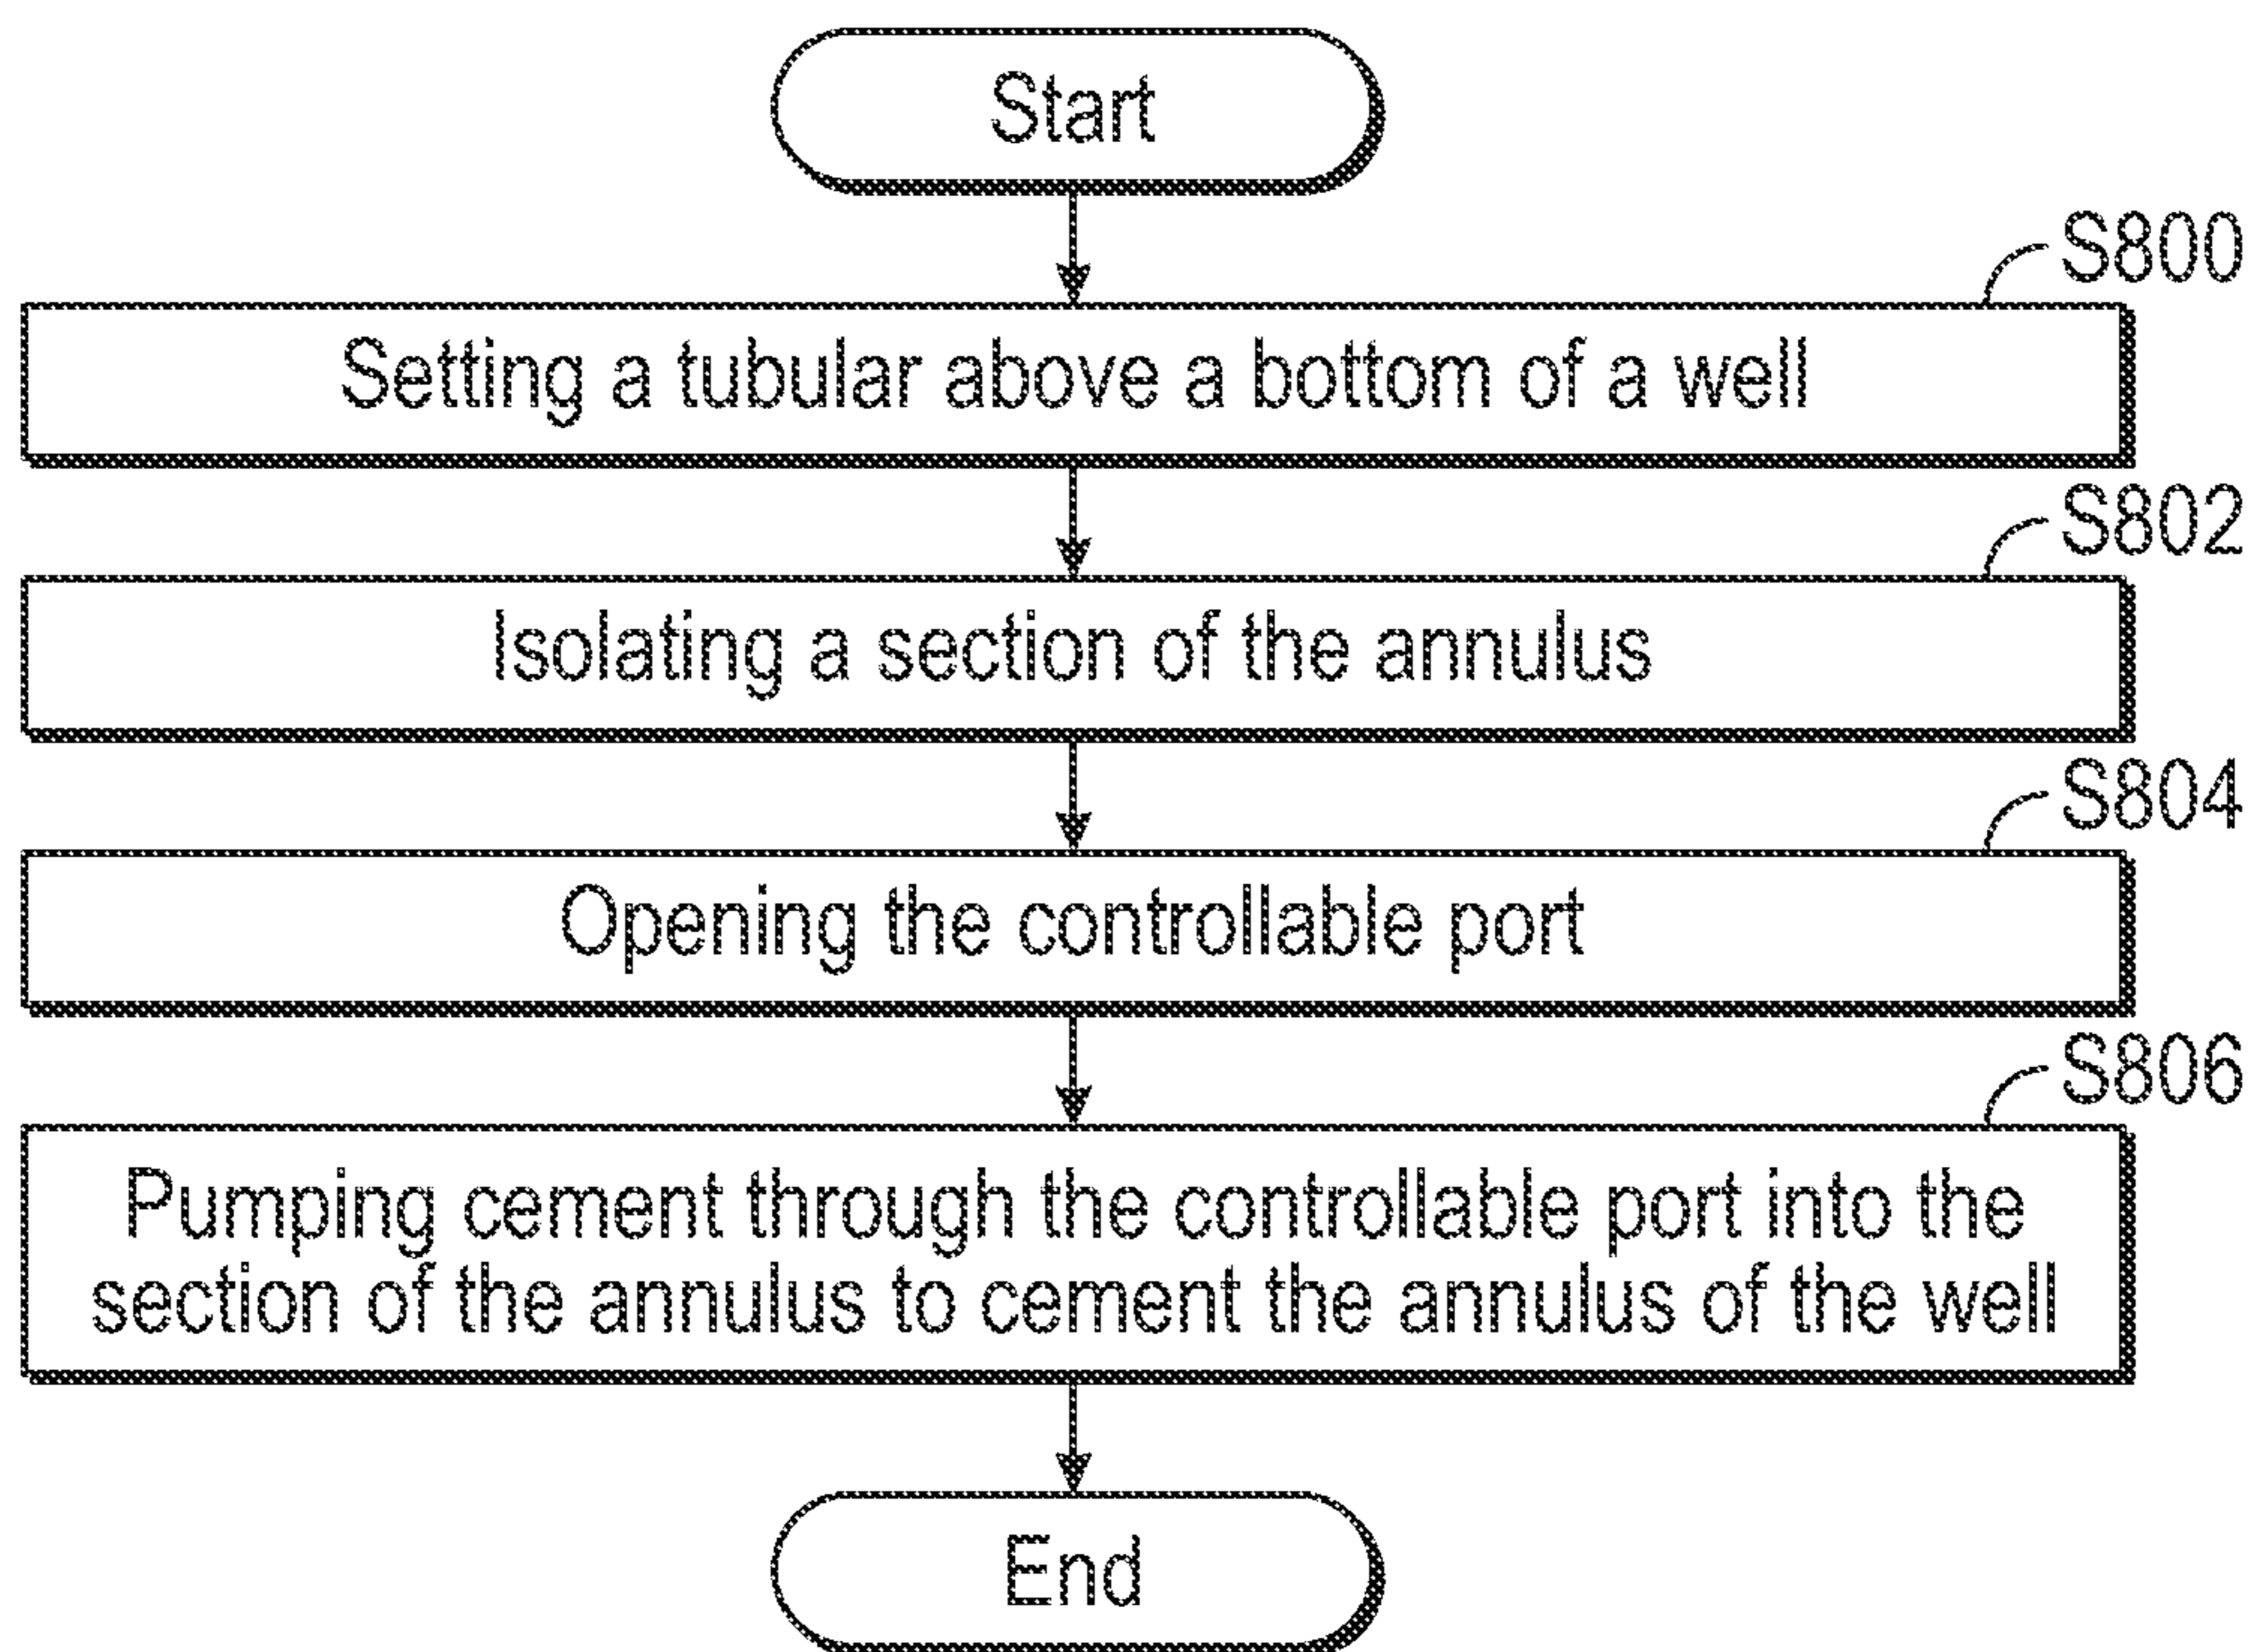 Start
S800
Setting a tubular above a bottom of a well
S802
Isolating a section of the annulus
S804
Opening the controllable port
S806
Pumping cement through the controllable port into the
section of the annulus to cement the annulus of the well
End